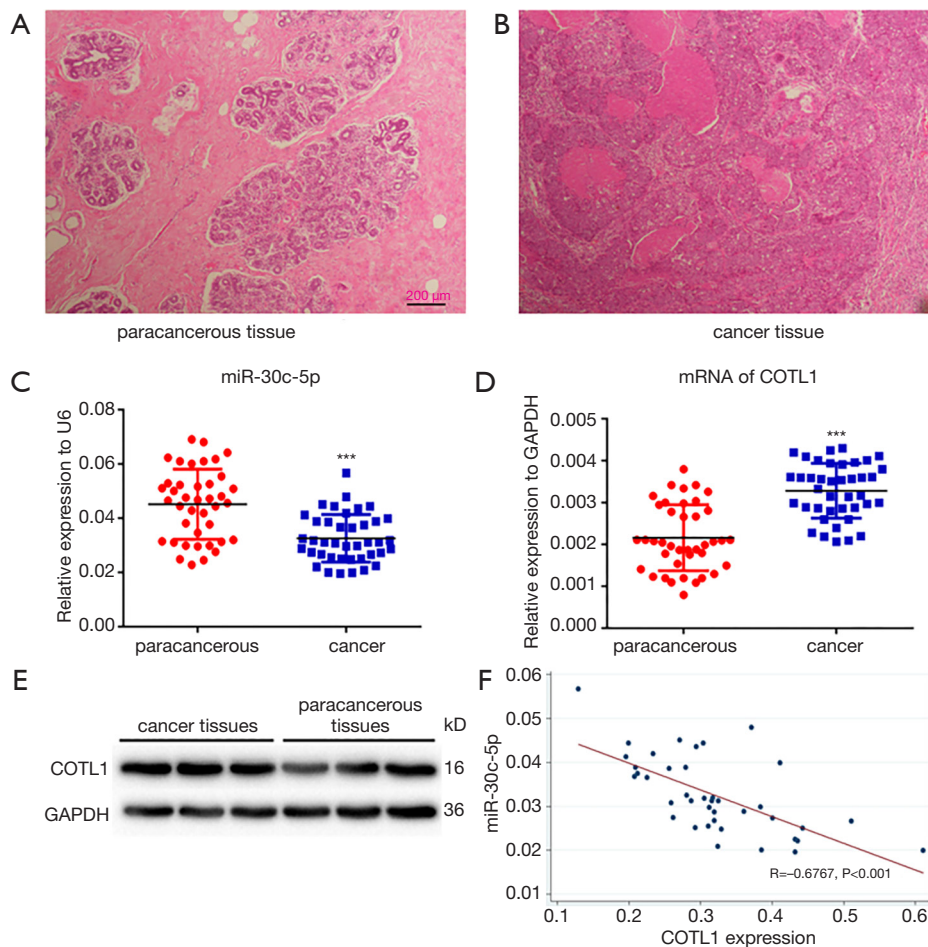 A
B
200 µm
paracancerous tissue
cancer tissue
C
miR-30c-5p
Relative expression to U6
0.08
0.06
0.04
0.02
0.00
***
paracancerous
cancer
D
mRNA of COTL1
Relative expression to GAPDH
0.005
0.004
0.003
0.002
0.001
0.000
***
paracancerous
cancer
E
cancer tissues
paracancerous
tissues
kD
COTL1
16
GAPDH
36
F
miR-30c-5p
0.06
0.05
0.04
0.03
0.02
0.01
R=–0.6767, P<0.001
0.1
0.2
0.3
0.4
0.5
0.6
COTL1 expression